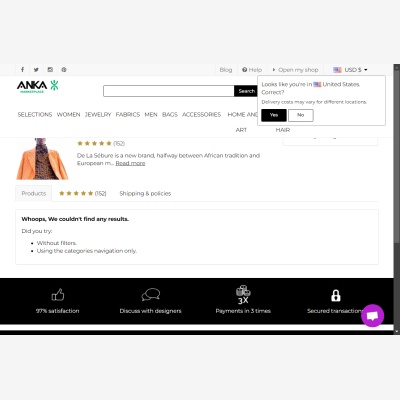 Blog
Help
Open my shop
USD $
ANKA
MARKETPLACE
Search
Looks like you're in United States.
Correct?
Delivery costs may vary for different locations.
Yes
No
SELECTIONS WOMEN JEWELRY FABRICS MEN BAGS ACCESSORIES HOME AND
ART
HAIR
(152)
De La Sébure is a new brand, halfway between African tradition and
European m... Read more
Products
(152)
Shipping & policies
Whoops, We couldn't find any results.
Did you try:
Without filters.
Using the categories navigation only.
3X
97% satisfaction
Discuss with designers
Payments in 3 times
Secured transactions